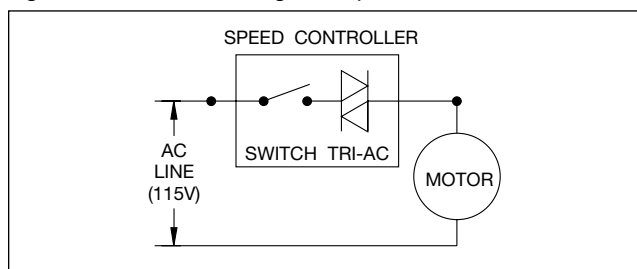 SPEED CONTROLLER
SWITCH TRI-AC
AC
LINE
(115V)
MOTOR